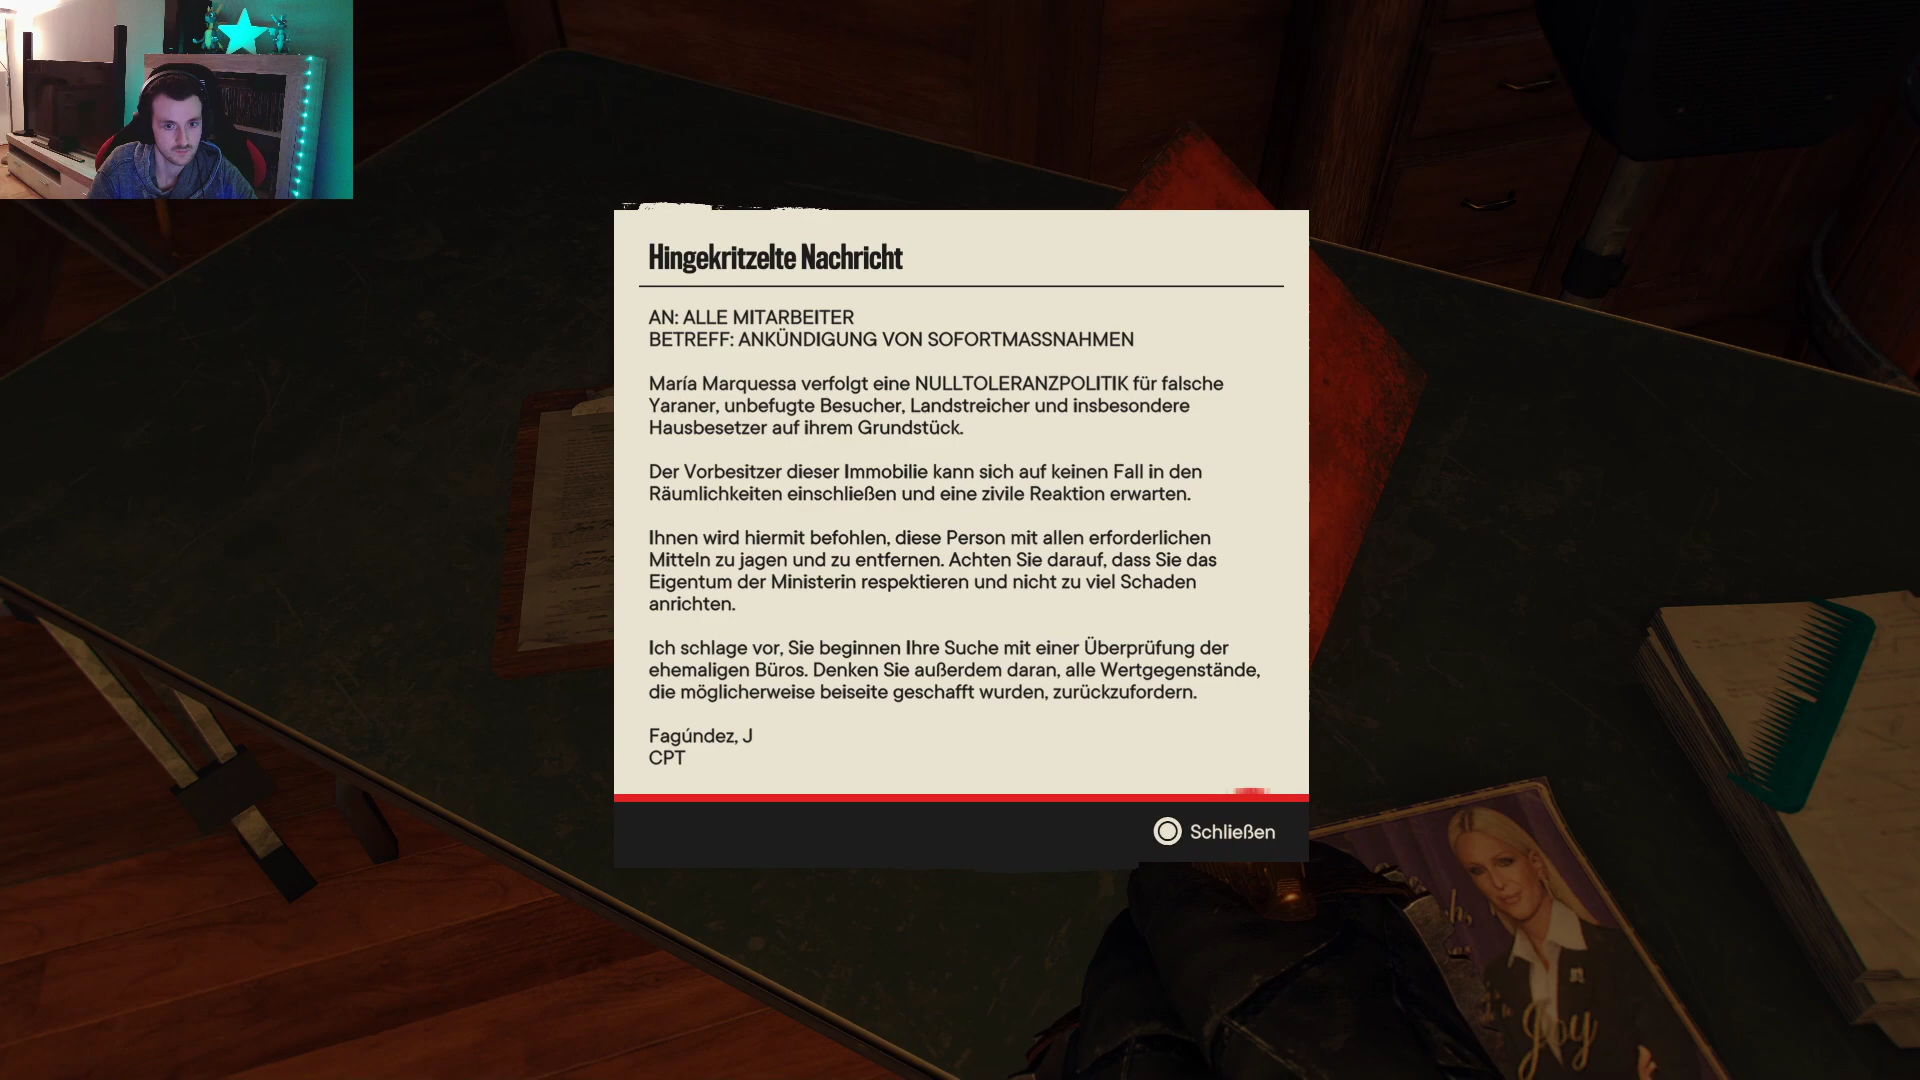 Hingekritzelte Nachricht
AN: ALLE MITARBEITER
BETREFF: ANKÜNDIGUNG VON SOFORTMASSNAHMEN
María Marquessa verfolgt eine NULLTOLERANZPOLITIK für falsche
Yaraner, unbefugte Besucher, Landstreicher und insbesondere
Hausbesetzer auf ihrem Grundstück.
Der Vorbesitzer dieser Immobilie kann sich auf keinen Fall in den
Räumlichkeiten einschließen und eine zivile Reaktion erwarten.
Ihnen wird hiermit befohlen, diese Person mit allen erforderlichen
Mitteln zu jagen und zu entfernen. Achten Sie darauf, dass Sie das
Eigentum der Ministerin respektieren und nicht zu viel Schaden
anrichten.
Ich schlage vor, Sie beginnen Ihre Suche mit einer Überprüfung der
ehemaligen Büros. Denken Sie außerdem daran, alle Wertgegenstände,
die möglicherweise beiseite geschafft wurden, zurückzufordern.
Fagúndez, J
CPT
Schließen
Joy